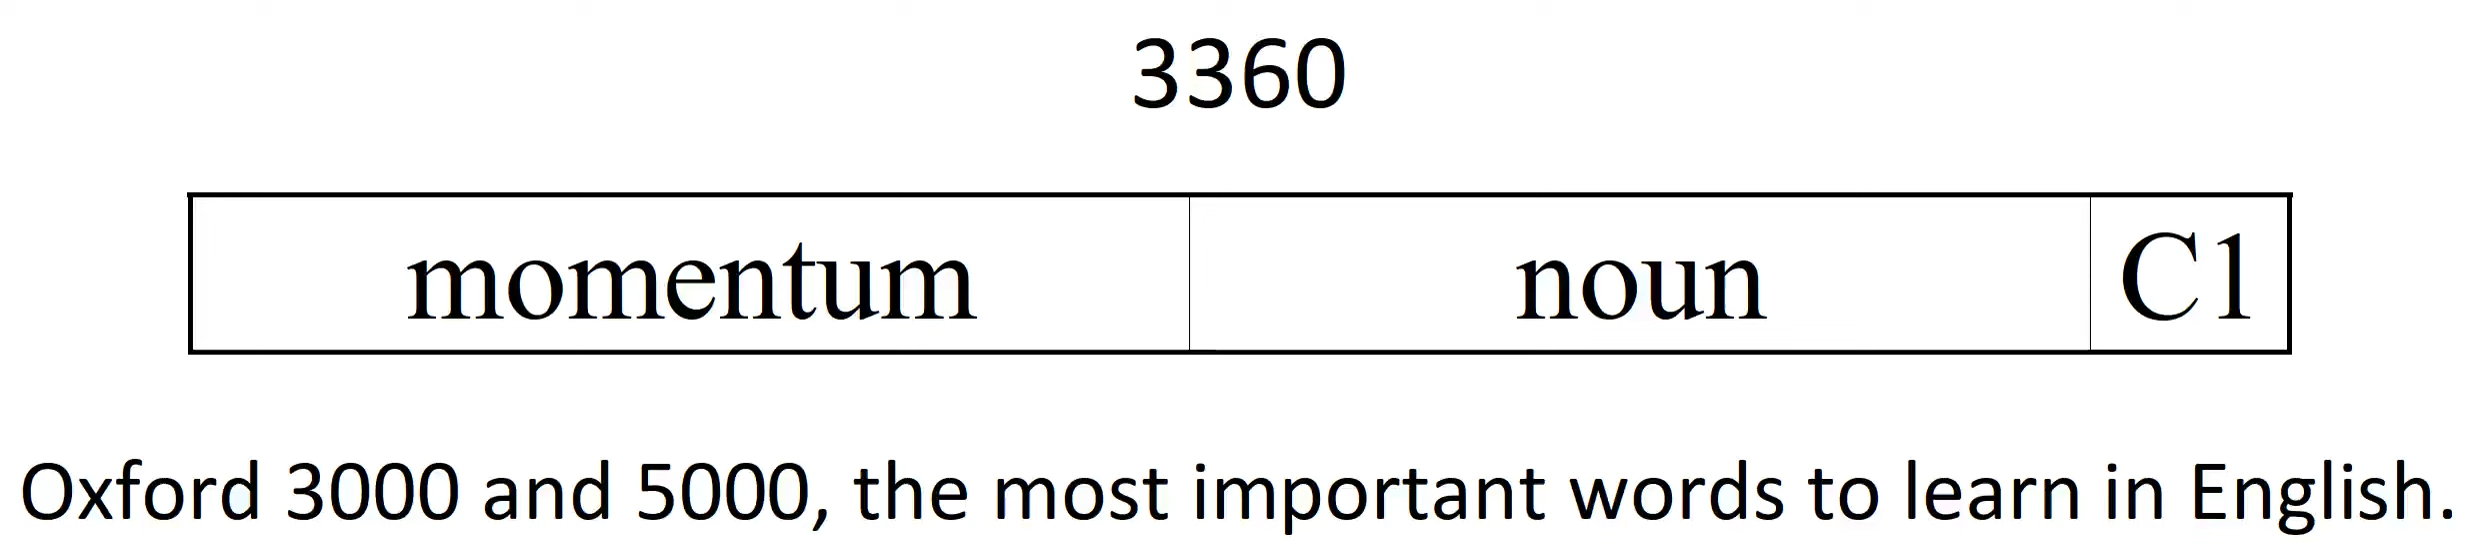 3360
momentum noun C1
Oxford 3000 and 5000, the most important words to learn in English.